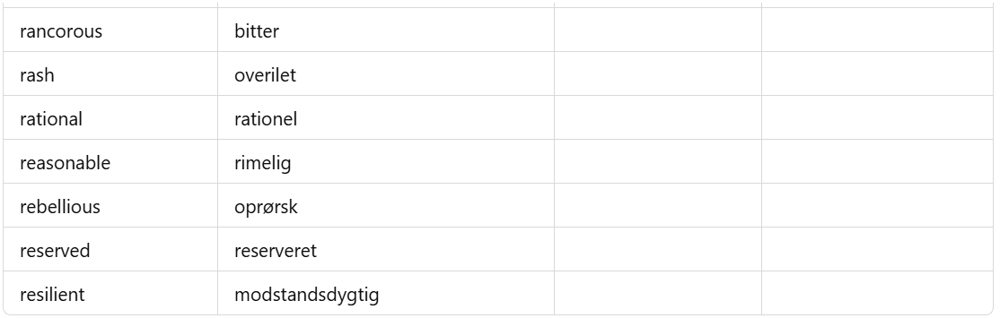 rancorous bitter
rash overilet
rational rationel
reasonable rimelig
rebellious oprørsk
reserved reserveret
resilient modstandsdygtig